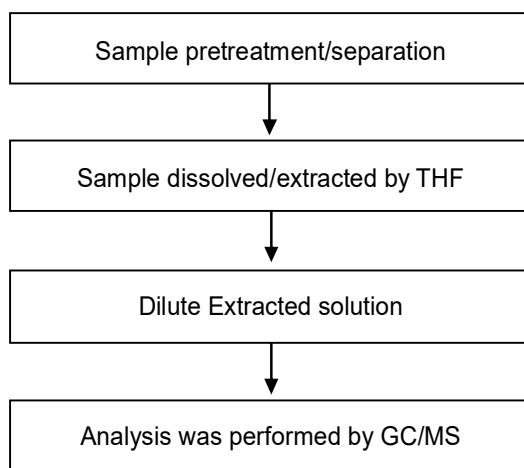 Sample pretreatment/separation
Sample dissolved/extracted by THF
Dilute Extracted solution
Analysis was performed by GC/MS